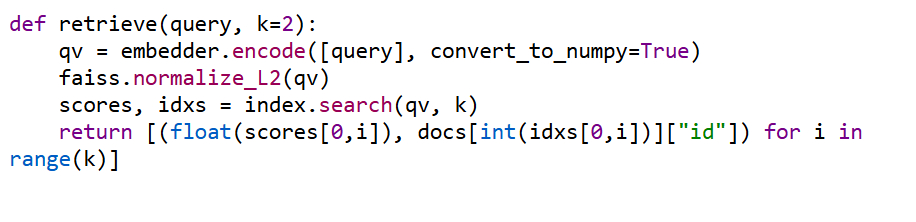 def retrieve(query, k=2):
    qv = embedder.encode([query], convert_to_numpy=True)
    faiss.normalize_L2(qv)
    scores, idxs = index.search(qv, k)
    return [(float(scores[0,i]), docs[int(idxs[0,i])]["id"]) for i in
range(k)]